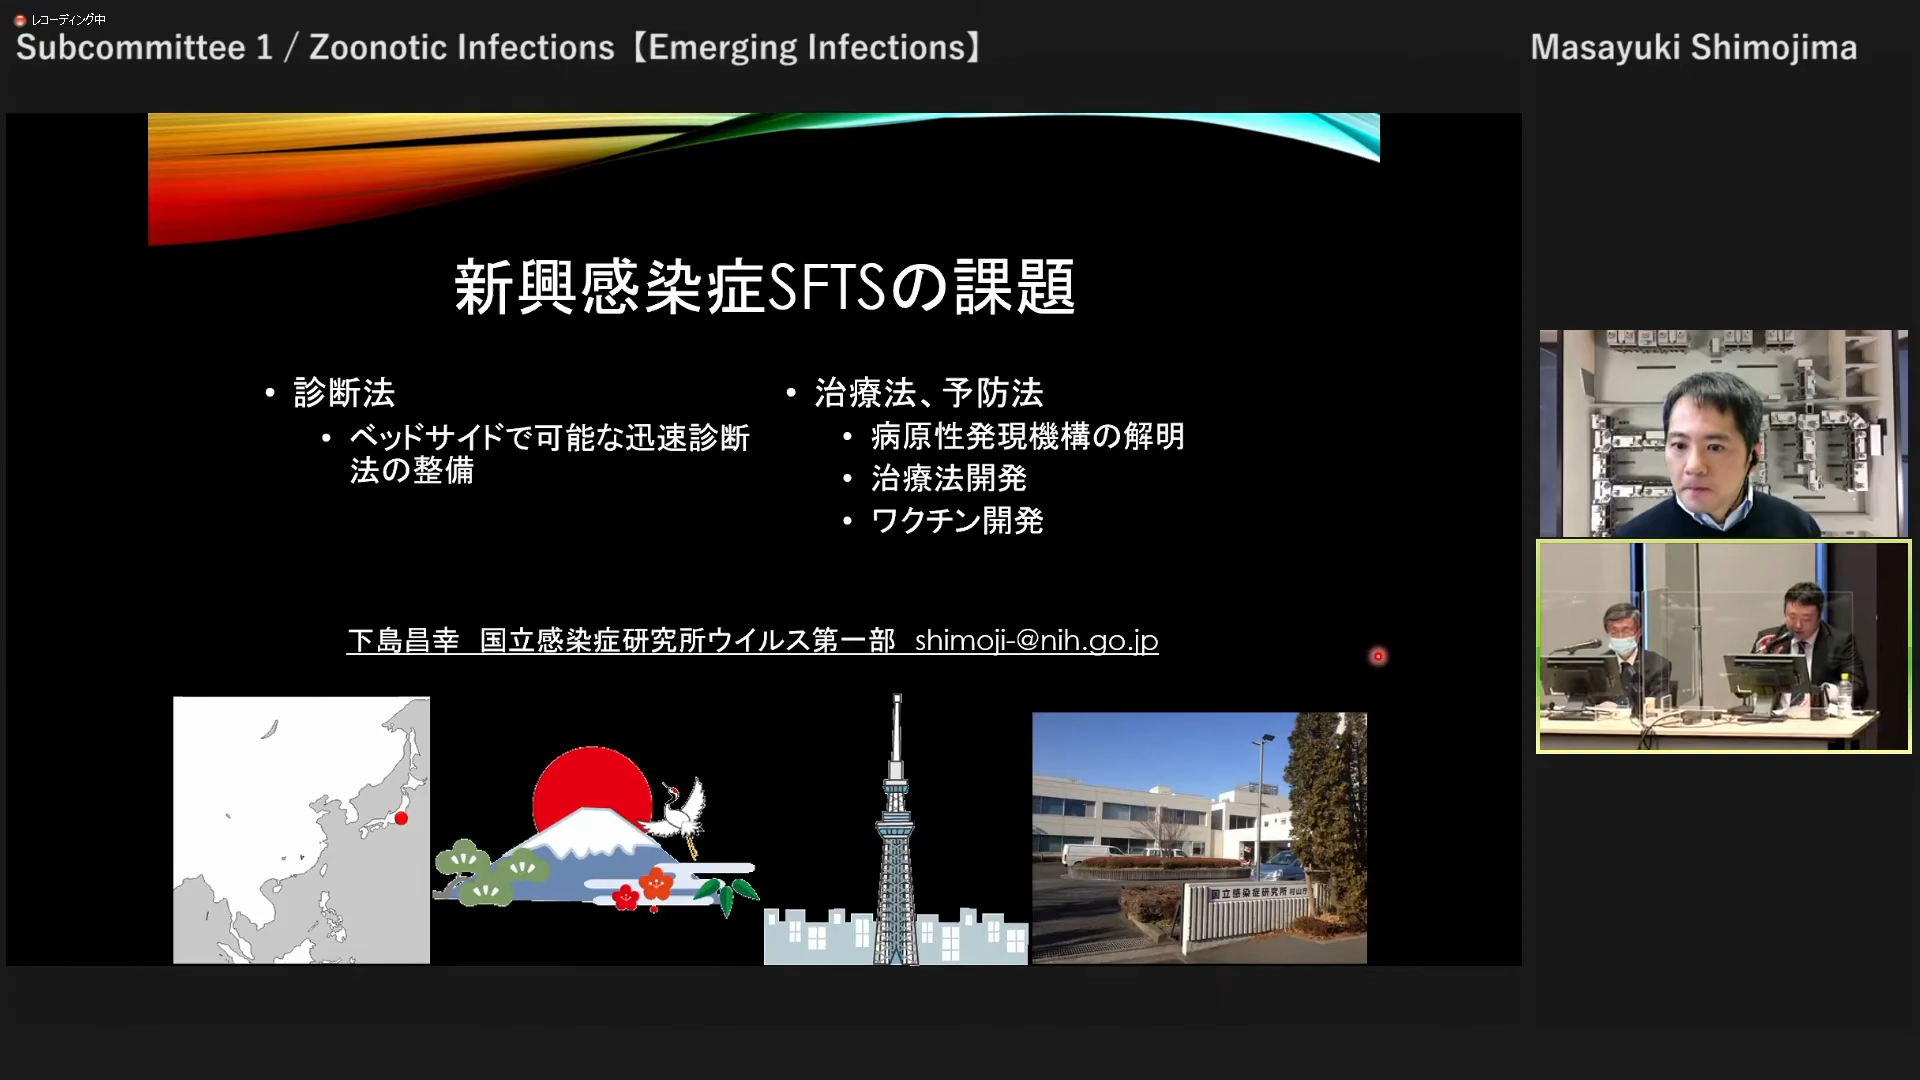 レコーディング中
Subcommittee 1 / Zoonotic Infections【Emerging Infections】
Masayuki Shimojima
新興感染症SFTSの課題
• 診断法
• ベッドサイドで可能な迅速診断
法の整備
• 治療法、予防法
• 病原性発現機構の解明
• 治療法開発
• ワクチン開発
下島昌幸　国立感染症研究所ウイルス第一部　shimoji-@nih.go.jp
国立感染症研究所 村山庁